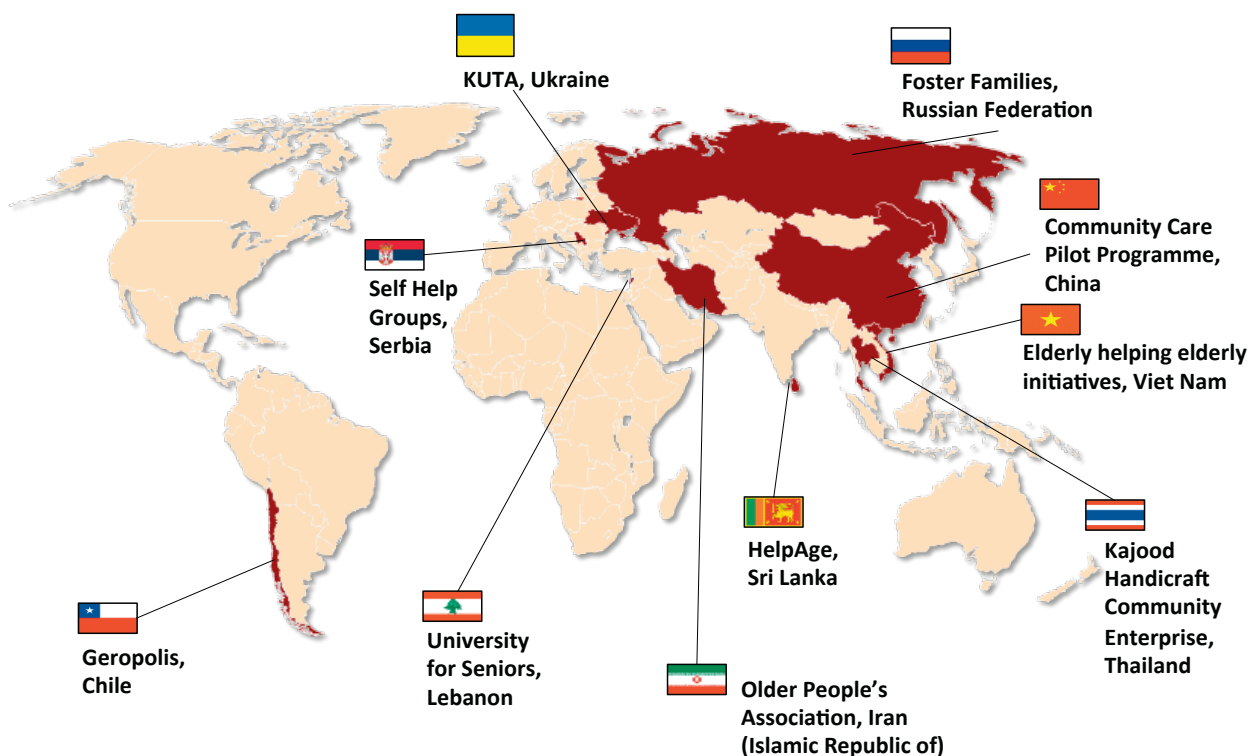 KUTA, Ukraine
Foster Families,
Russian Federation
Community Care
Pilot Programme,
China
Self Help
Groups,
Serbia
Elderly helping elderly
initiatives, Viet Nam
HelpAge,
Sri Lanka
Kajood
Handicraft
Community
Enterprise,
Thailand
Geropolis,
Chile
University
for Seniors,
Lebanon
Older People’s
Association, Iran
(Islamic Republic of)